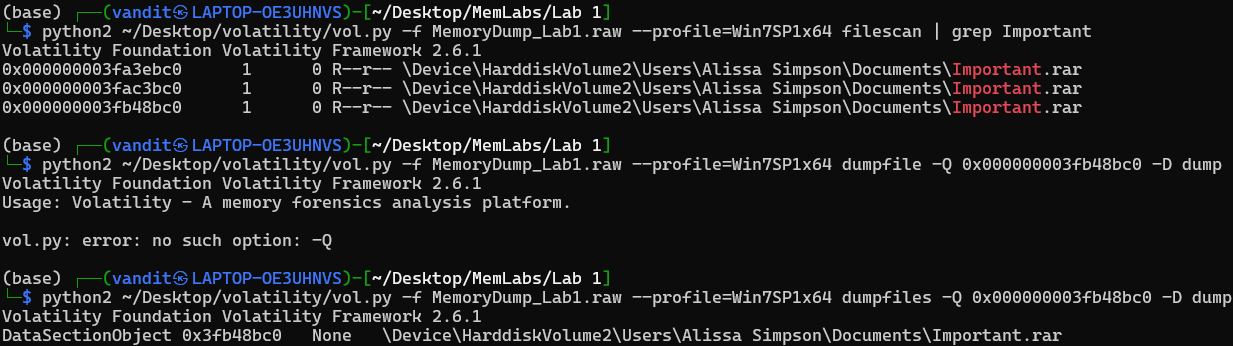 (base) ┌──(vandit㉿LAPTOP-OE3UHNVS)-[~/Desktop/MemLabs/Lab 1]
└─$ python2 ~/Desktop/volatility/vol.py -f MemoryDump_Lab1.raw --profile=Win7SP1x64 filescan | grep Important
Volatility Foundation Volatility Framework 2.6.1
0x000000003fa3ebc0      1      0 R--r-- \Device\HarddiskVolume2\Users\Alissa Simpson\Documents\Important.rar
0x000000003fac3bc0      1      0 R--r-- \Device\HarddiskVolume2\Users\Alissa Simpson\Documents\Important.rar
0x000000003fb48bc0      1      0 R--r-- \Device\HarddiskVolume2\Users\Alissa Simpson\Documents\Important.rar
(base) ┌──(vandit㉿LAPTOP-OE3UHNVS)-[~/Desktop/MemLabs/Lab 1]
└─$ python2 ~/Desktop/volatility/vol.py -f MemoryDump_Lab1.raw --profile=Win7SP1x64 dumpfile -Q 0x000000003fb48bc0 -D dump
Volatility Foundation Volatility Framework 2.6.1
Usage: Volatility - A memory forensics analysis platform.
vol.py: error: no such option: -Q
(base) ┌──(vandit㉿LAPTOP-OE3UHNVS)-[~/Desktop/MemLabs/Lab 1]
└─$ python2 ~/Desktop/volatility/vol.py -f MemoryDump_Lab1.raw --profile=Win7SP1x64 dumpfiles -Q 0x000000003fb48bc0 -D dump
Volatility Foundation Volatility Framework 2.6.1
DataSectionObject 0x3fb48bc0   None   \Device\HarddiskVolume2\Users\Alissa Simpson\Documents\Important.rar